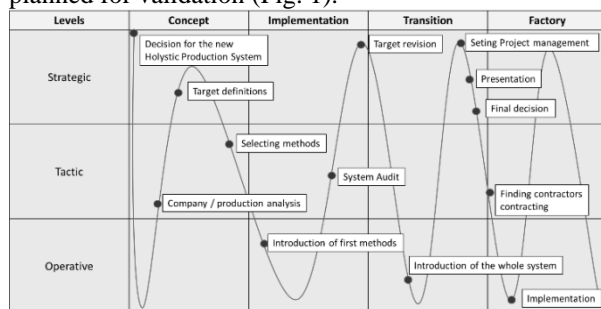 planned for validation (Fig. 1).
Levels Concept Implementation Transition Factory
Decision for the new
Holystic Production System
Target revision
Seting Project management
Strategic
Target definitions
Presentation
Final decision
Selecting methods
Tactic
System Audit
Company / production analysis
Finding contractors
contracting
Introduction of first methods
Operative
Introduction of the whole system
Implementation